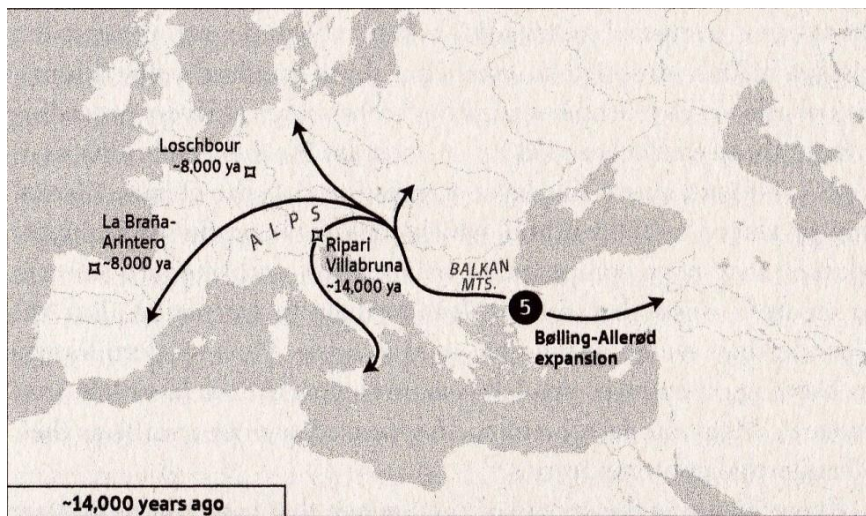 Loschbour
~8,000 ya
La Braña-
Arintero
~8,000 ya
ALPS
Ripari
Villabruna
~14,000 ya
BALKAN
MTS.
5
Bølling-Allerød
expansion
~14,000 years ago